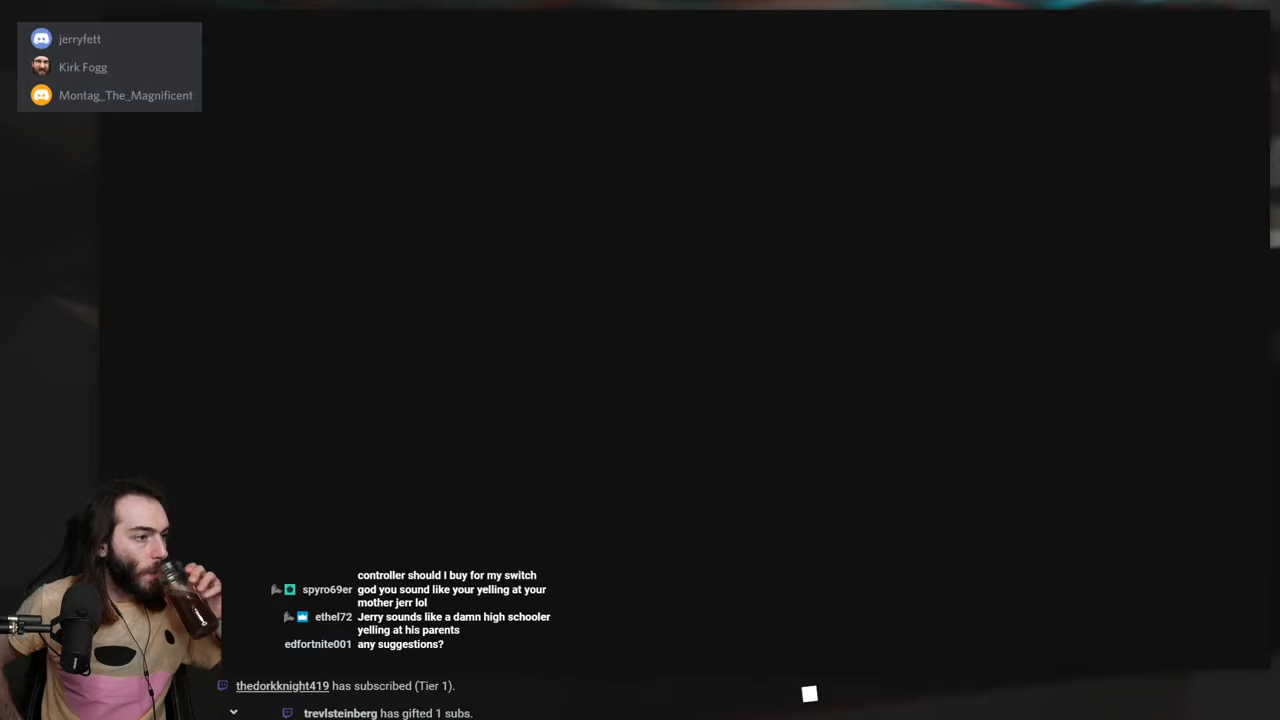 jerryfett
Kirk Fogg
Montag_The_Magnificent
controller should I buy for my switch
spyro69er god you sound like your yelling at your
mother jerr lol
ethel72 Jerry sounds like a damn high schooler
yelling at his parents
edfortnite001 any suggestions?
thedorkknight419 has subscribed (Tier 1).
trevlsteinberg has gifted 1 subs.